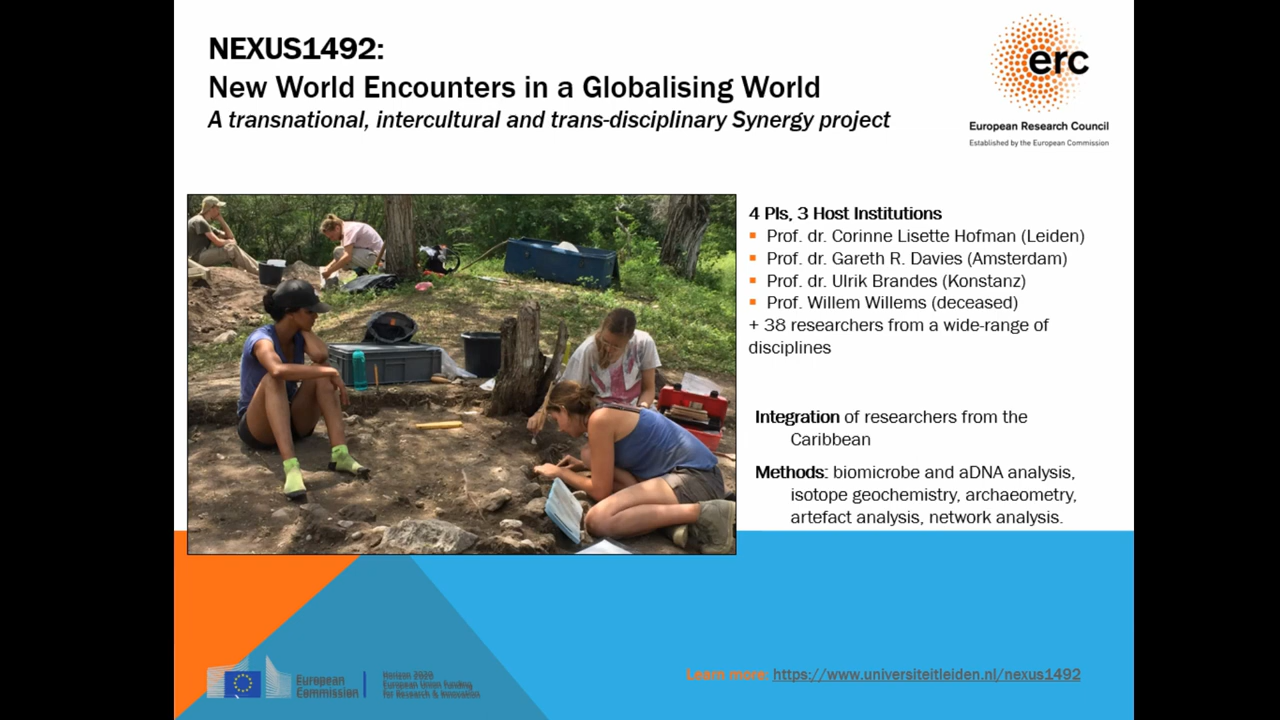 NEXUS1492:
New World Encounters in a Globalising World
A transnational, intercultural and trans-disciplinary Synergy project
erc
European Research Council
Established by the European Commission
4 PIs, 3 Host Institutions
Prof. dr. Corinne Lisette Hofman (Leiden)
Prof. dr. Gareth R. Davies (Amsterdam)
Prof. dr. Ulrik Brandes (Konstanz)
Prof. Willem Willems (deceased)
+ 38 researchers from a wide-range of
disciplines
Integration of researchers from the
Caribbean
Methods: biomicrobe and aDNA analysis,
isotope geochemistry, archaeometry,
artefact analysis, network analysis.
European
Commission
Horizon 2020
European Union Funding
for Research & Innovation
Learn more: https://www.universiteitleiden.nl/nexus1492